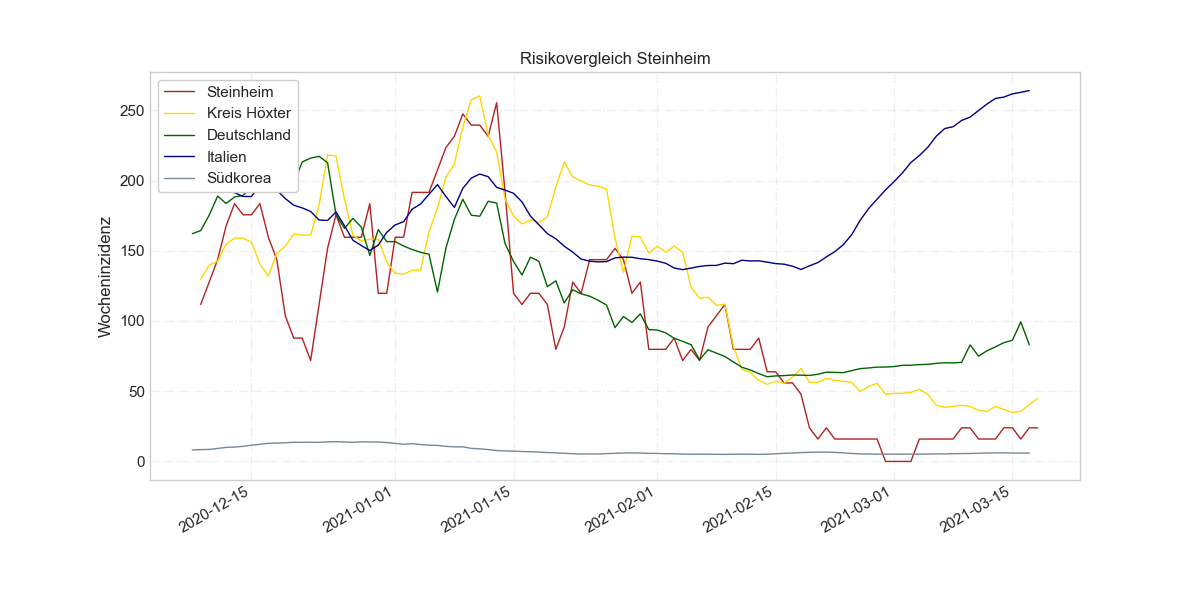 Risikovergleich Steinheim
Steinheim
Kreis Höxter
Deutschland
Italien
Südkorea
Wocheninzidenz
250
200
150
100
50
0
2020-12-15
2021-01-01
2021-01-15
2021-02-01
2021-02-15
2021-03-01
2021-03-15